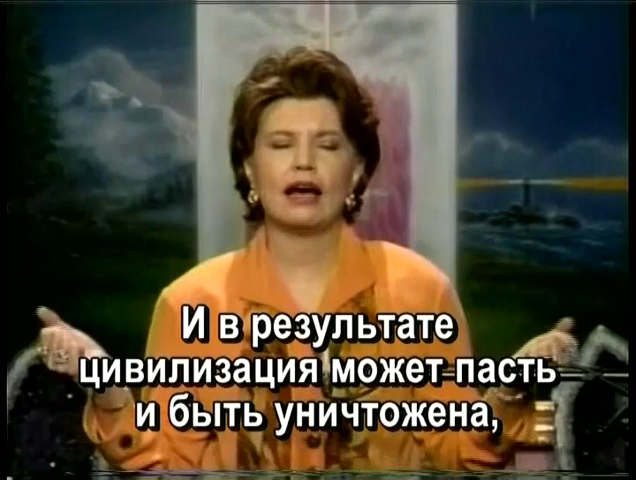 И в результате
цивилизация может пасть
и быть уничтожена,